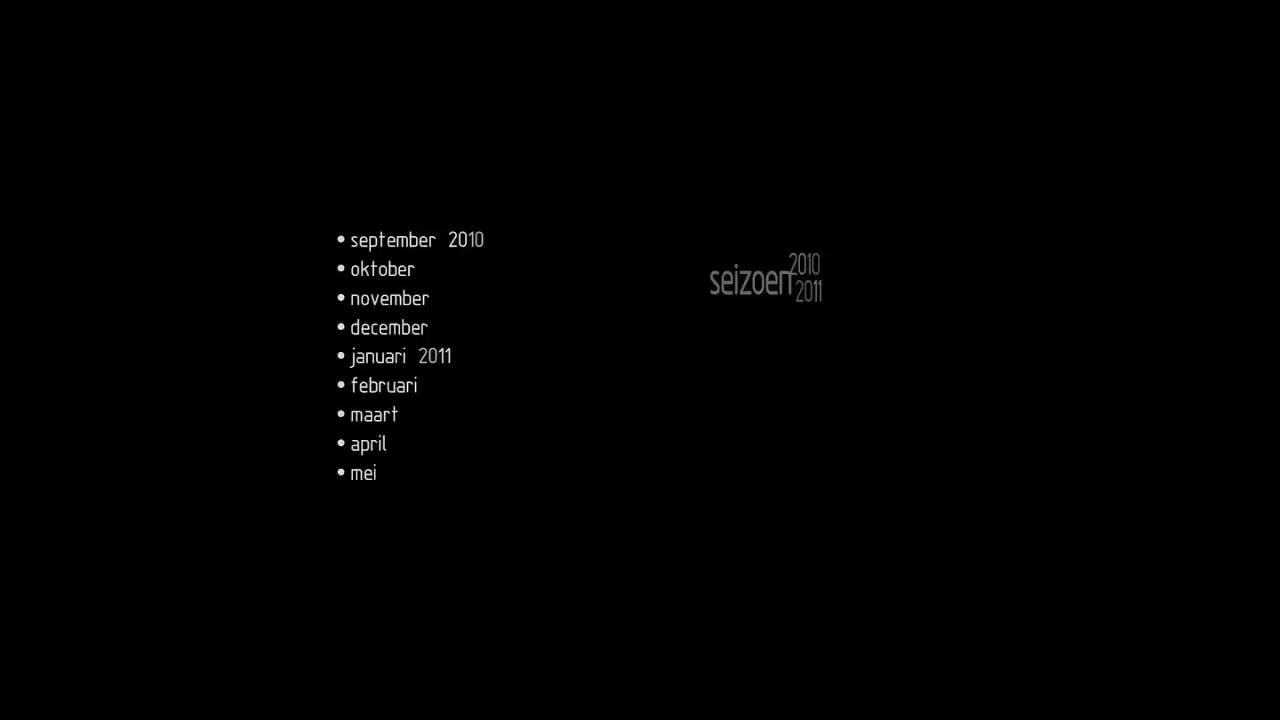 • september 2010
• oktober
• november
• december
• januari 2011
• februari
• maart
• april
• mei
seizoen 2010
2011